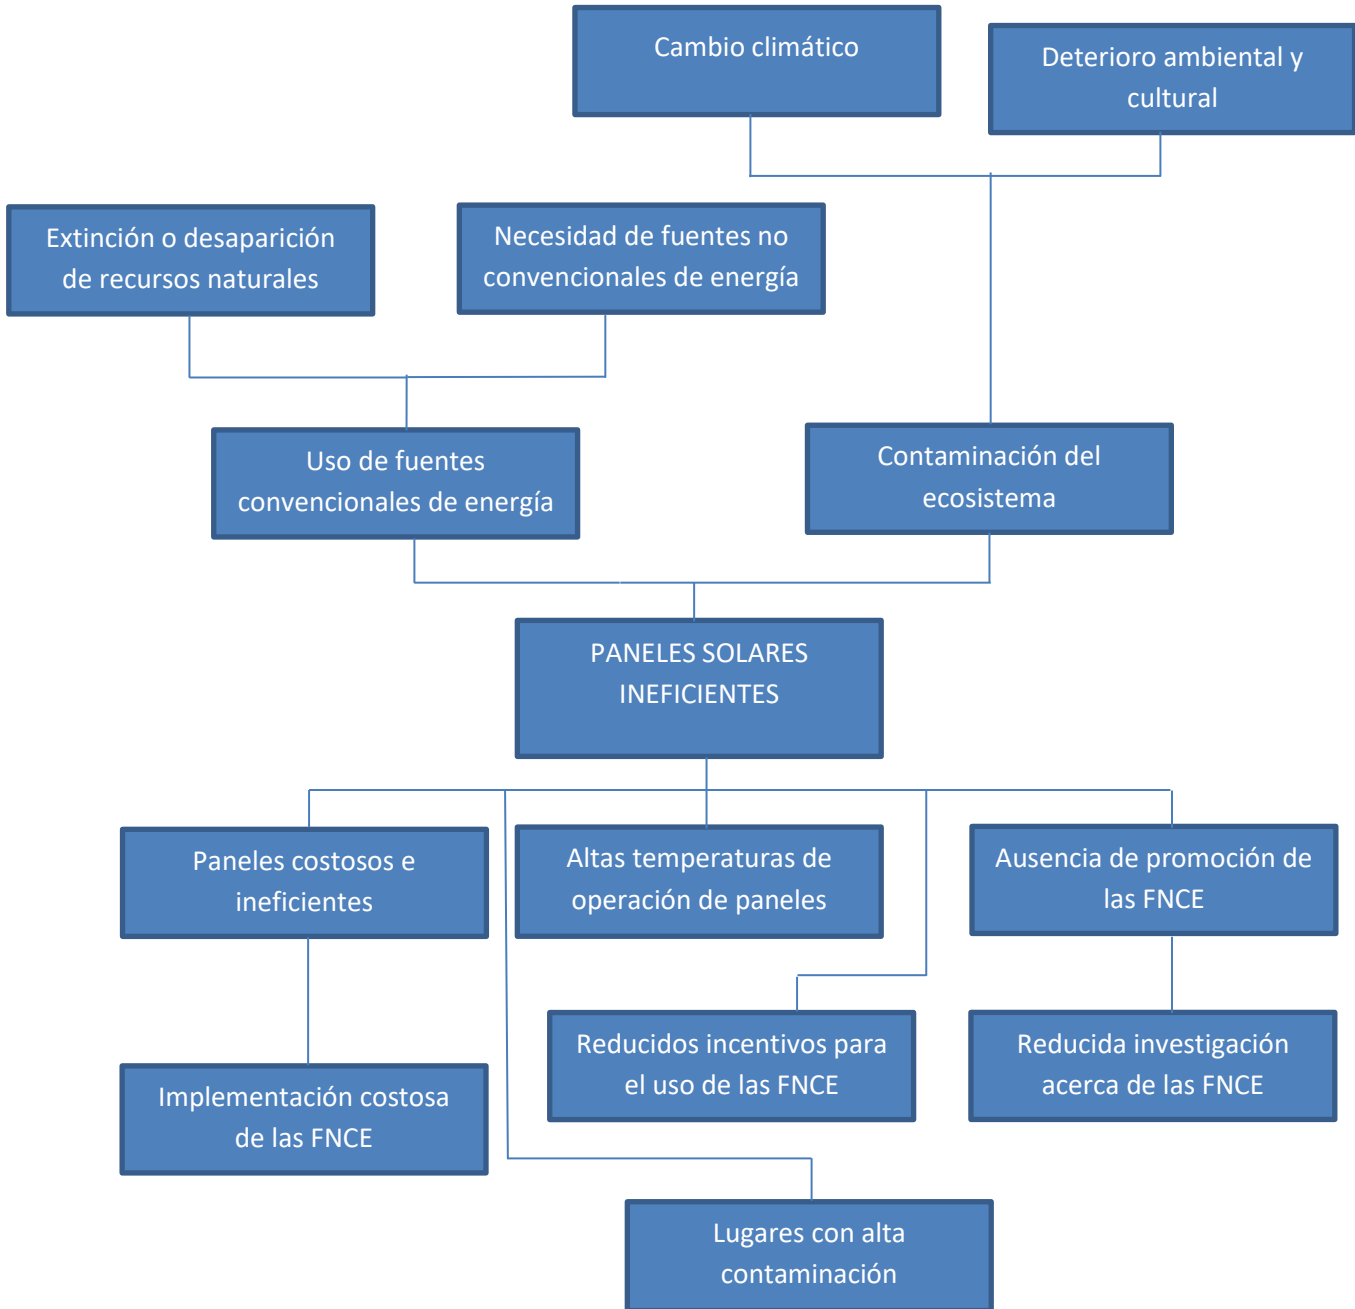 Cambio climático
Deterioro ambiental y
cultural
Extinción o desaparición
de recursos naturales
Necesidad de fuentes no
convencionales de energía
Uso de fuentes
convencionales de energía
Contaminación del
ecosistema
PANELES SOLARES
INEFICIENTES
Paneles costosos e
ineficientes
Altas temperaturas de
operación de paneles
Ausencia de promoción de
las FNCE
Reducidos incentivos para
el uso de las FNCE
Reducida investigación
acerca de las FNCE
Implementación costosa
de las FNCE
Lugares con alta
contaminación